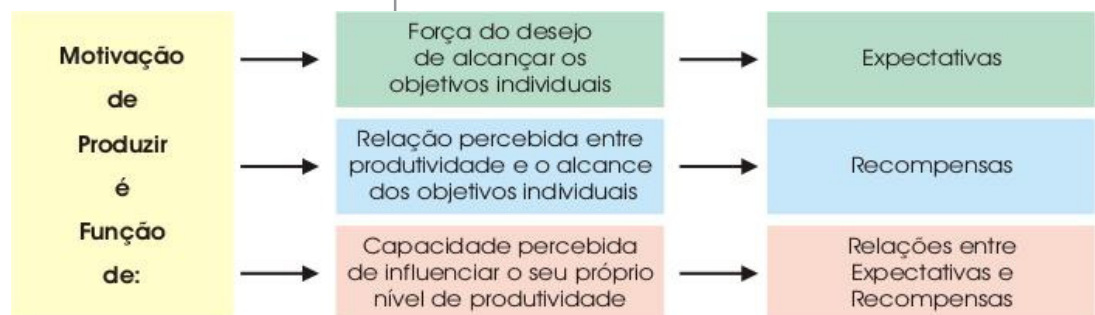 Motivação
de
Produzir
é
Função
de:
Força do desejo
de alcançar os
objetivos individuais
Expectativas
Relação percebida entre
produtividade e o alcance
dos objetivos individuais
Recompensas
Capacidade percebida
de influenciar o seu próprio
nível de produtividade
Relações entre
Expectativas e
Recompensas